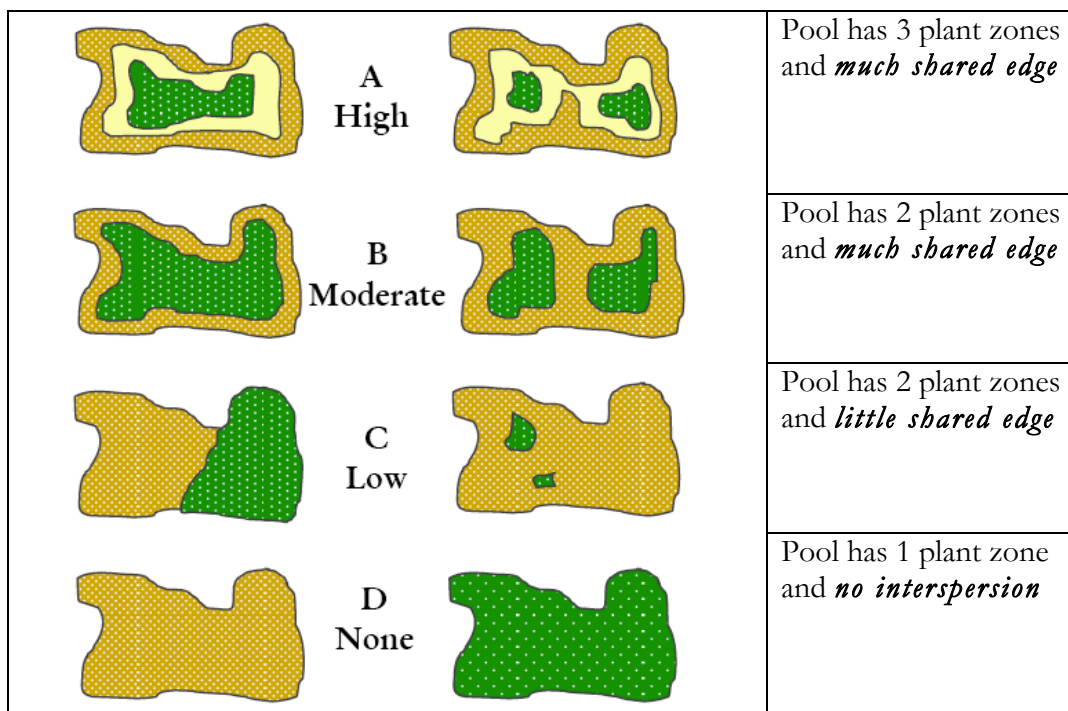 A
High
Pool has 3 plant zones
and much shared edge
B
Moderate
Pool has 2 plant zones
and much shared edge
C
Low
Pool has 2 plant zones
and little shared edge
D
None
Pool has 1 plant zone
and no interspersion